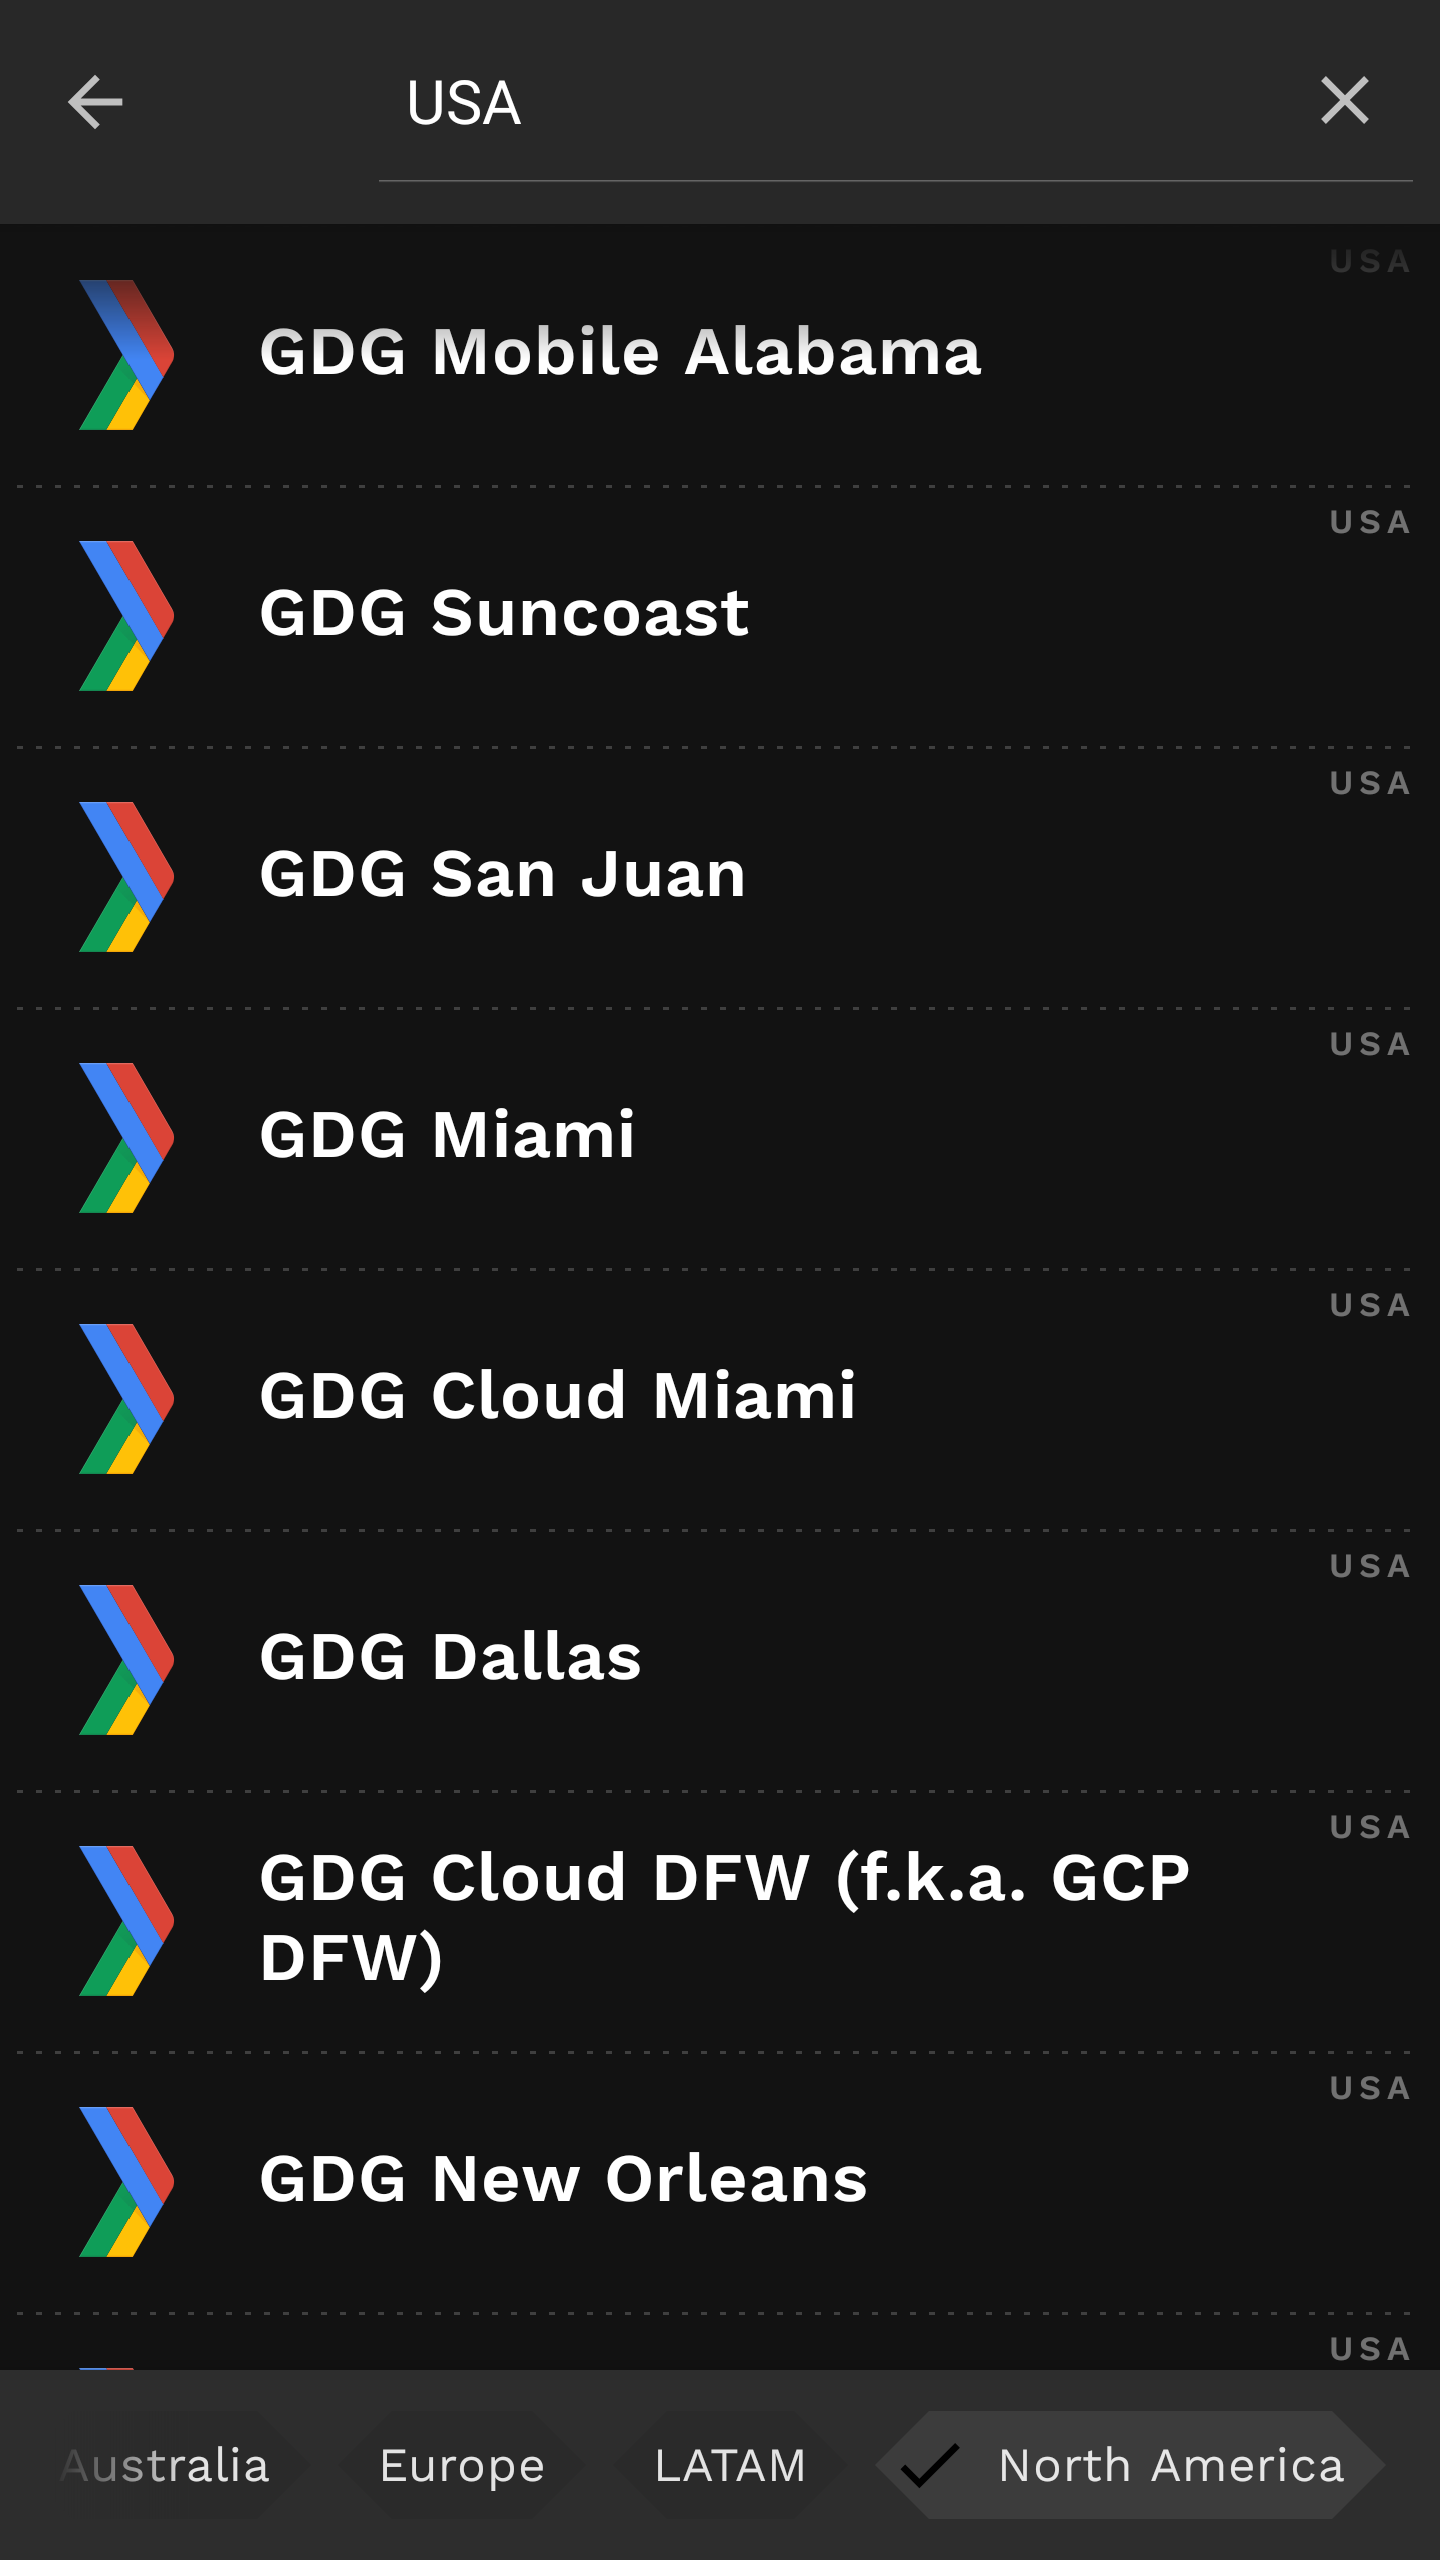 USA
USA
GDG Mobile Alabama
USA
GDG Suncoast
USA
GDG San Juan
USA
GDG Miami
USA
GDG Cloud Miami
USA
GDG Dallas
USA
GDG Cloud DFW (f.k.a. GCP
DFW)
USA
GDG New Orleans
USA
Australia Europe LATAM North America